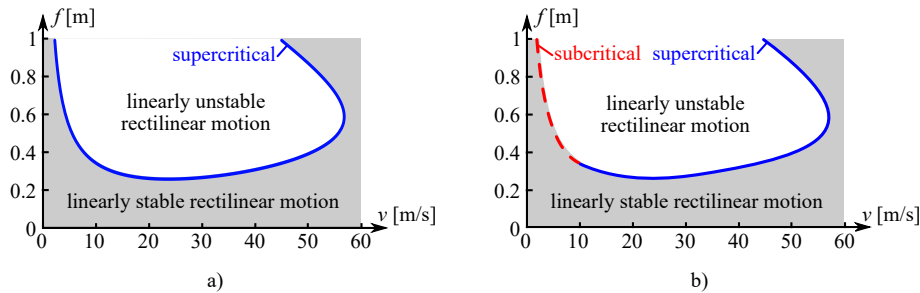 f [m]
1
0.8
0.6
0.4
0.2
0
supercritical
linearly unstable
rectilinear motion
linearly stable rectilinear motion
v [m/s]
0 10 20 30 40 50 60
a)
f [m]
1
0.8
0.6
0.4
0.2
0
subcritical supercritical
linearly unstable
rectilinear motion
linearly stable rectilinear motion
v [m/s]
0 10 20 30 40 50 60
b)